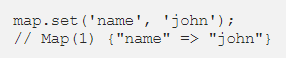 map.set('name', 'john');
// Map(1) {"name" => "john"}